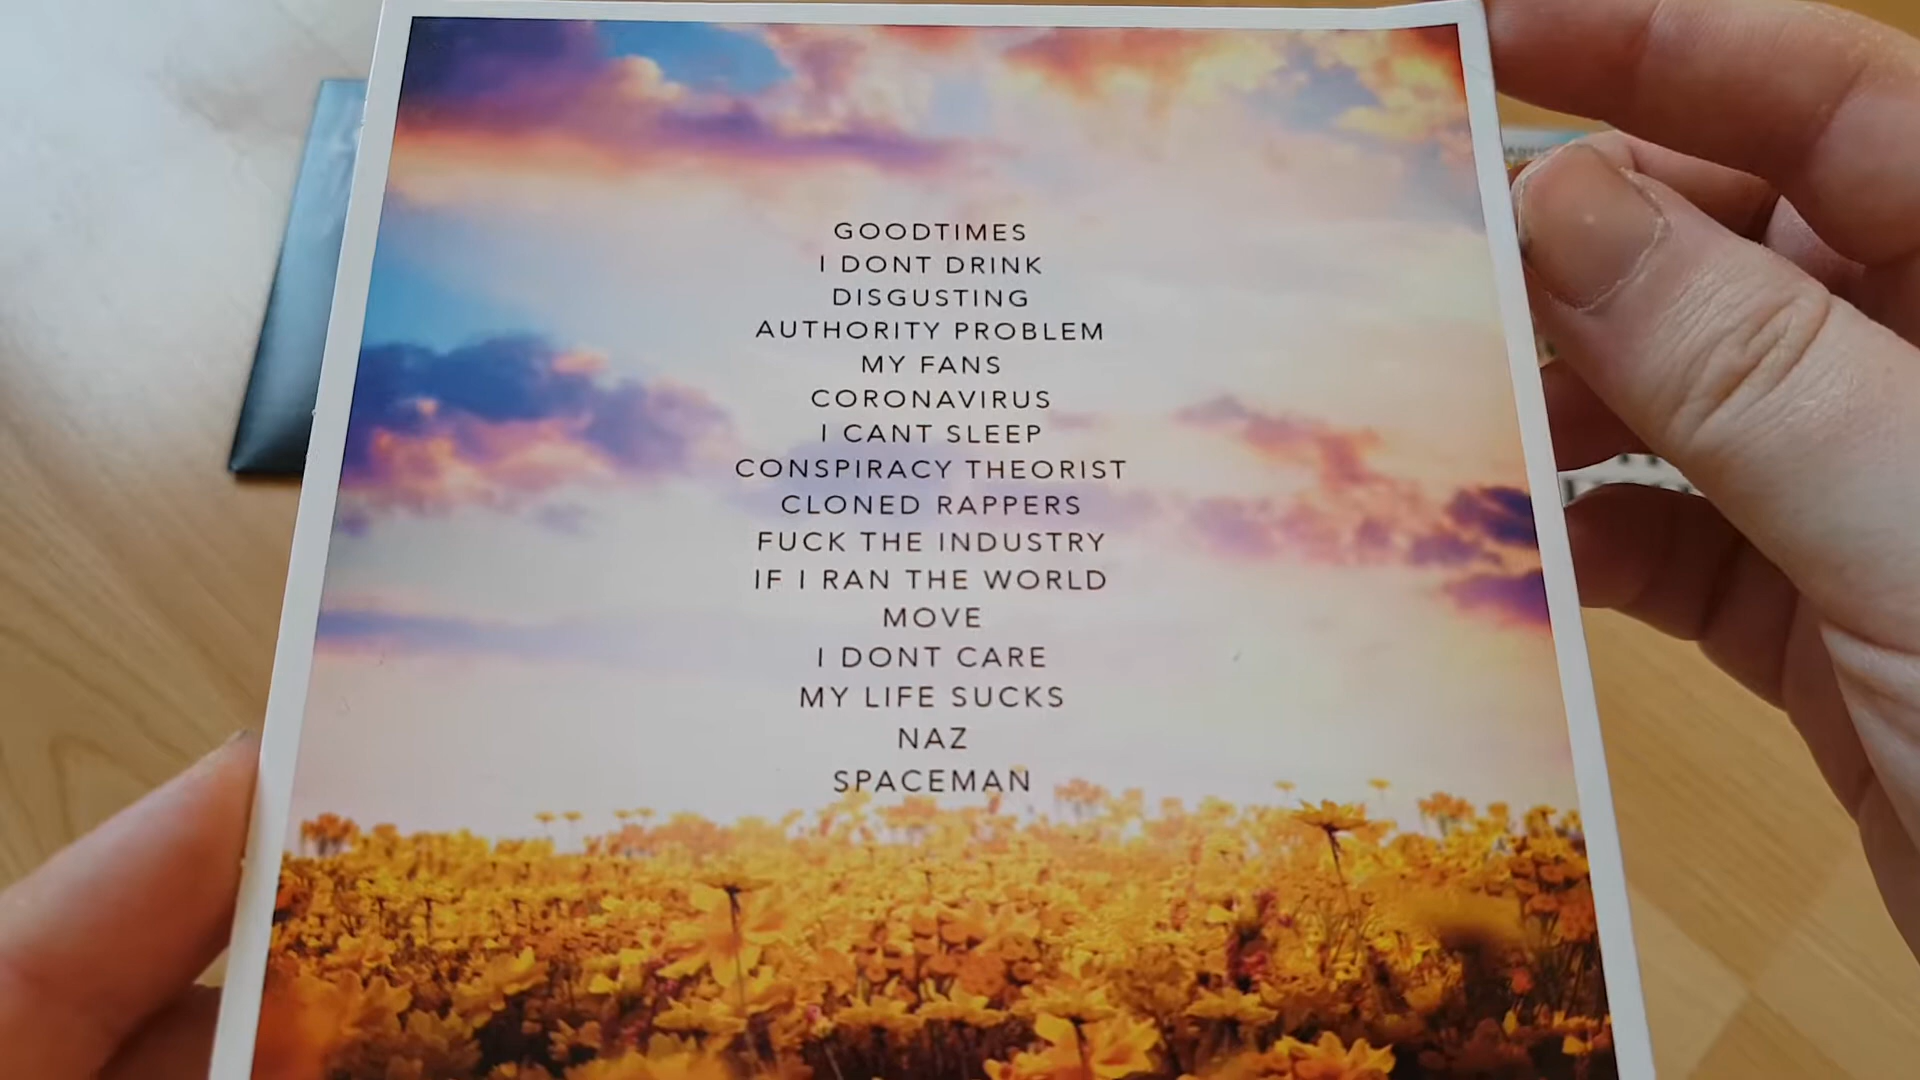 GOODTIMES
I DONT DRINK
DISGUSTING
AUTHORITY PROBLEM
MY FANS
CORONAVIRUS
I CANT SLEEP
CONSPIRACY THEORIST
CLONED RAPPERS
FUCK THE INDUSTRY
IF I RAN THE WORLD
MOVE
I DONT CARE
MY LIFE SUCKS
NAZ
SPACEMAN